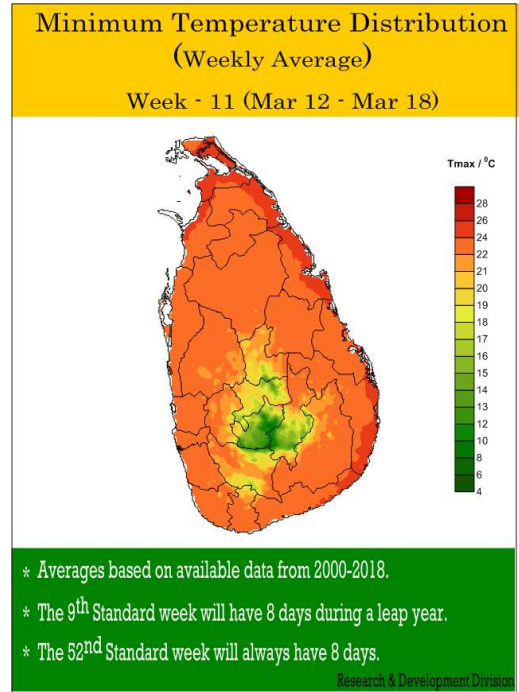 Minimum Temperature Distribution
(Weekly Average)
Week - 11 (Mar 12 - Mar 18)
Tmax / ⁰C
28
26
24
22
21
20
19
18
17
16
15
14
13
12
10
8
6
4
* Averages based on available data from 2000-2018.
* The 9th Standard week will have 8 days during a leap year.
* The 52nd Standard week will always have 8 days.
Research & Development Division